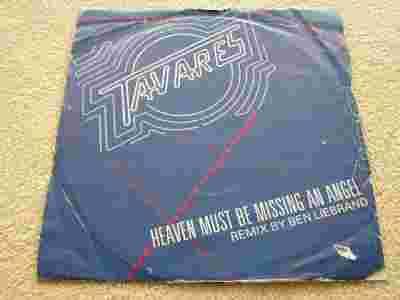 TAVARES
HEAVEN MUST BE MISSING AN ANGEL
REMIX BY BEN LIEBRAND